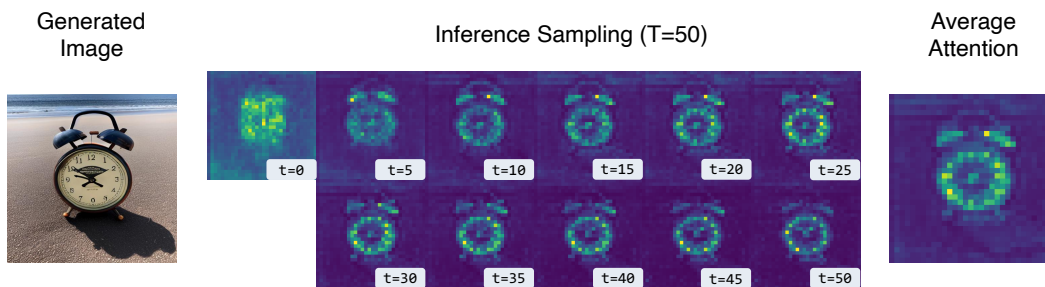 Generated
Image
Inference Sampling (T=50)
Average
Attention
t=0
t=5
t=10
t=15
t=20
t=25
t=30
t=35
t=40
t=45
t=50